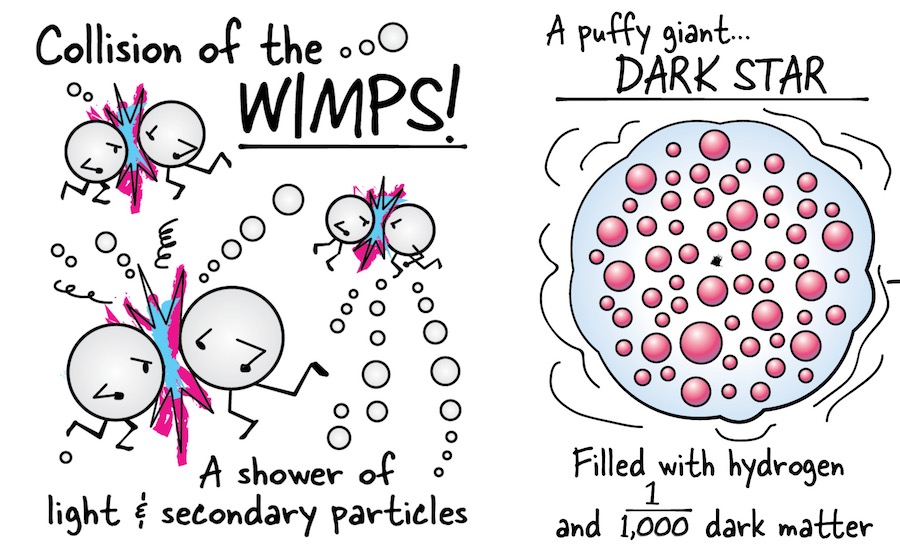 Collision of the
WIMPS!
A shower of
light & secondary particles
A puffy giant...
DARK STAR
Filled with hydrogen
and 1/1,000 dark matter